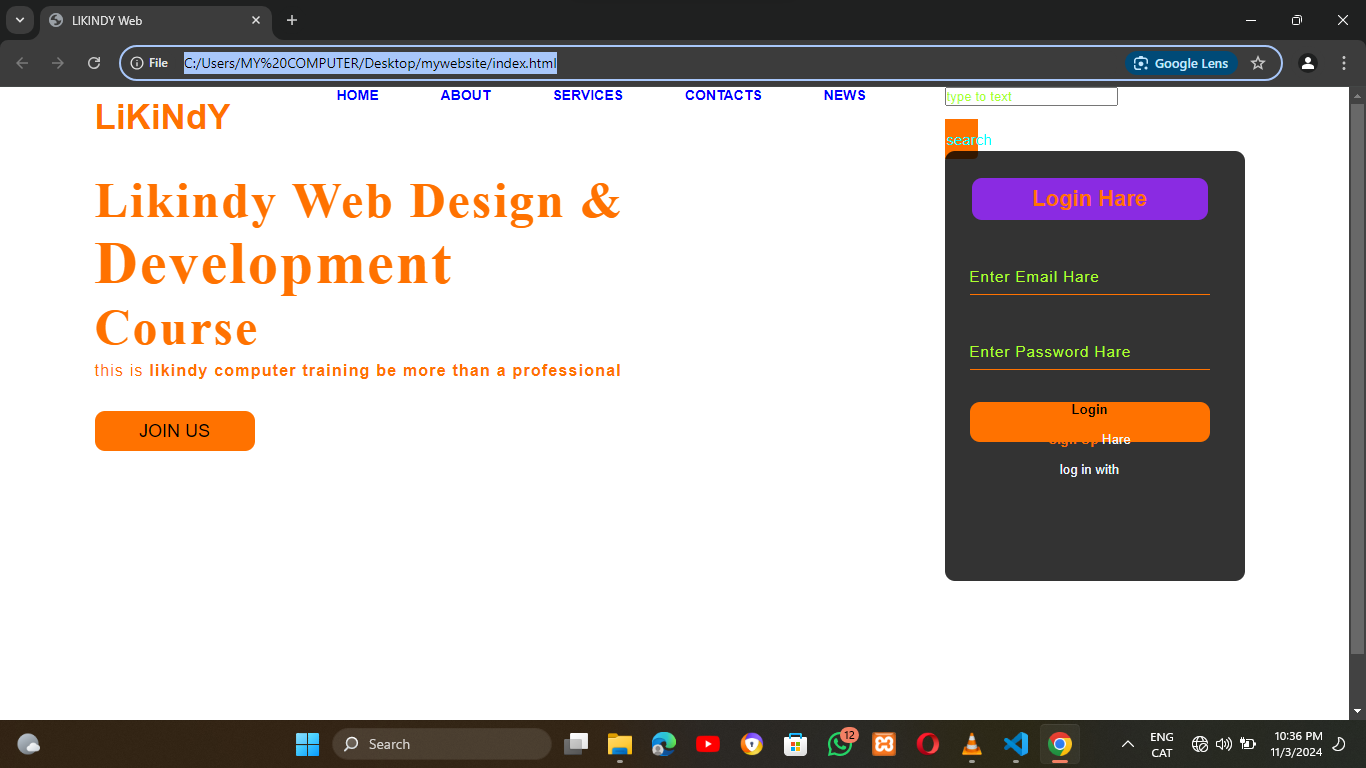 LIKINDY Web
File
C:/Users/MY%20COMPUTER/Desktop/mywebsite/index.html
Google Lens
LiKiNdY
HOME
ABOUT
SERVICES
CONTACTS
NEWS
type to text
search
Likindy Web Design &
Development
Course
this is likindy computer training be more than a professional
JOIN US
Login Hare
Enter Email Hare
Enter Password Hare
Login
Sign Up Hare
log in with
Search
12
ENG
CAT
10:36 PM
11/3/2024